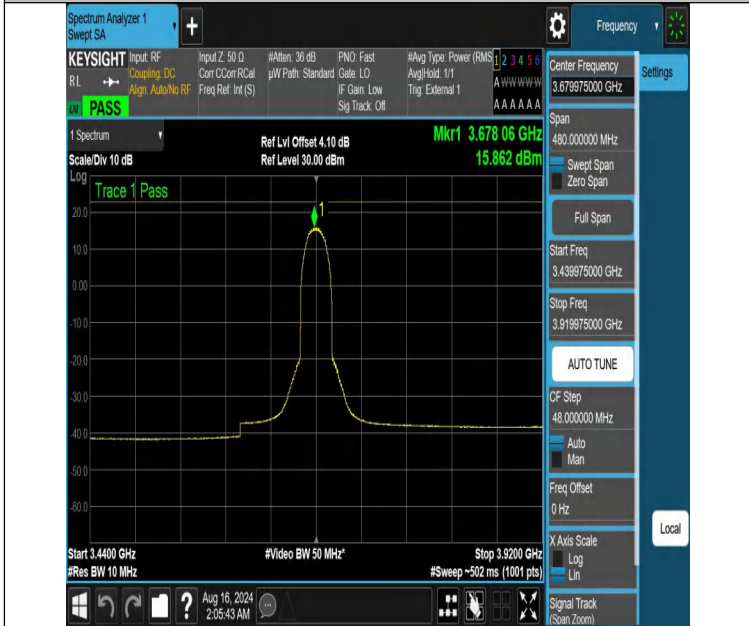 Spectrum Analyzer 1
Swept SA
Frequency
KEYSIGHT
RL
LXI
PASS
Input: RF
Coupling: DC
Align: Auto/No RF
Input Z: 50 Ω
Corr CCorr RCal
Freq Ref: Int (S)
#Atten: 36 dB
µW Path: Standard
PNO: Fast
Gate: LO
IF Gain: Low
Sig Track: Off
#Avg Type: Power (RMS
Avg|Hold: 1/1
Trig: External 1
1 2 3 4 5 6
A W W W W W
A A A A A A
1 Spectrum
Scale/Div 10 dB
Ref Lvl Offset 4.10 dB
Ref Level 30.00 dBm
Mkr1 3.678 06 GHz
15.862 dBm
Log
Trace 1 Pass
1
20.0
10.0
0.00
-10.0
-20.0
-30.0
-40.0
-50.0
-60.0
Start 3.4400 GHz
#Res BW 10 MHz
#Video BW 50 MHz*
Stop 3.9200 GHz
#Sweep ~502 ms (1001 pts)
Aug 16, 2024
2:05:43 AM
Center Frequency
3.679975000 GHz
Settings
Span
480.000000 MHz
Swept Span
Zero Span
Full Span
Start Freq
3.439975000 GHz
Stop Freq
3.919975000 GHz
AUTO TUNE
CF Step
48.000000 MHz
Auto
Man
Freq Offset
0 Hz
X Axis Scale
Log
Lin
Local
Signal Track
(Span Zoom)